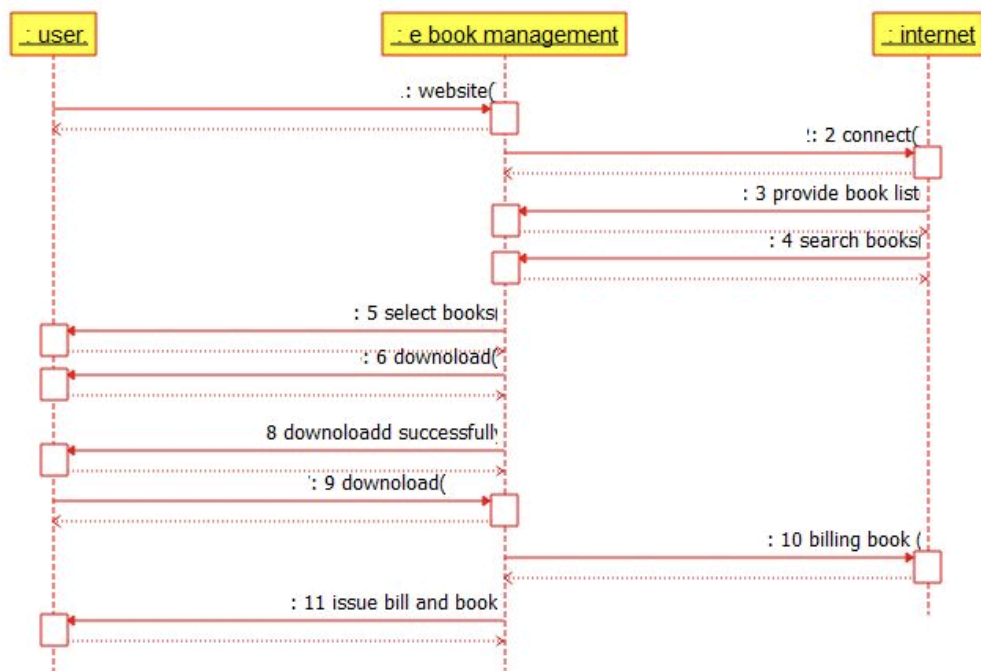 : user.
: e book management
: internet
.: website(
: 2 connect(
: 3 provide book list
: 4 search books(
: 5 select books
: 6 downoload(
8 downoloadd successfully
: 9 downoload(
: 10 billing book (
: 11 issue bill and book